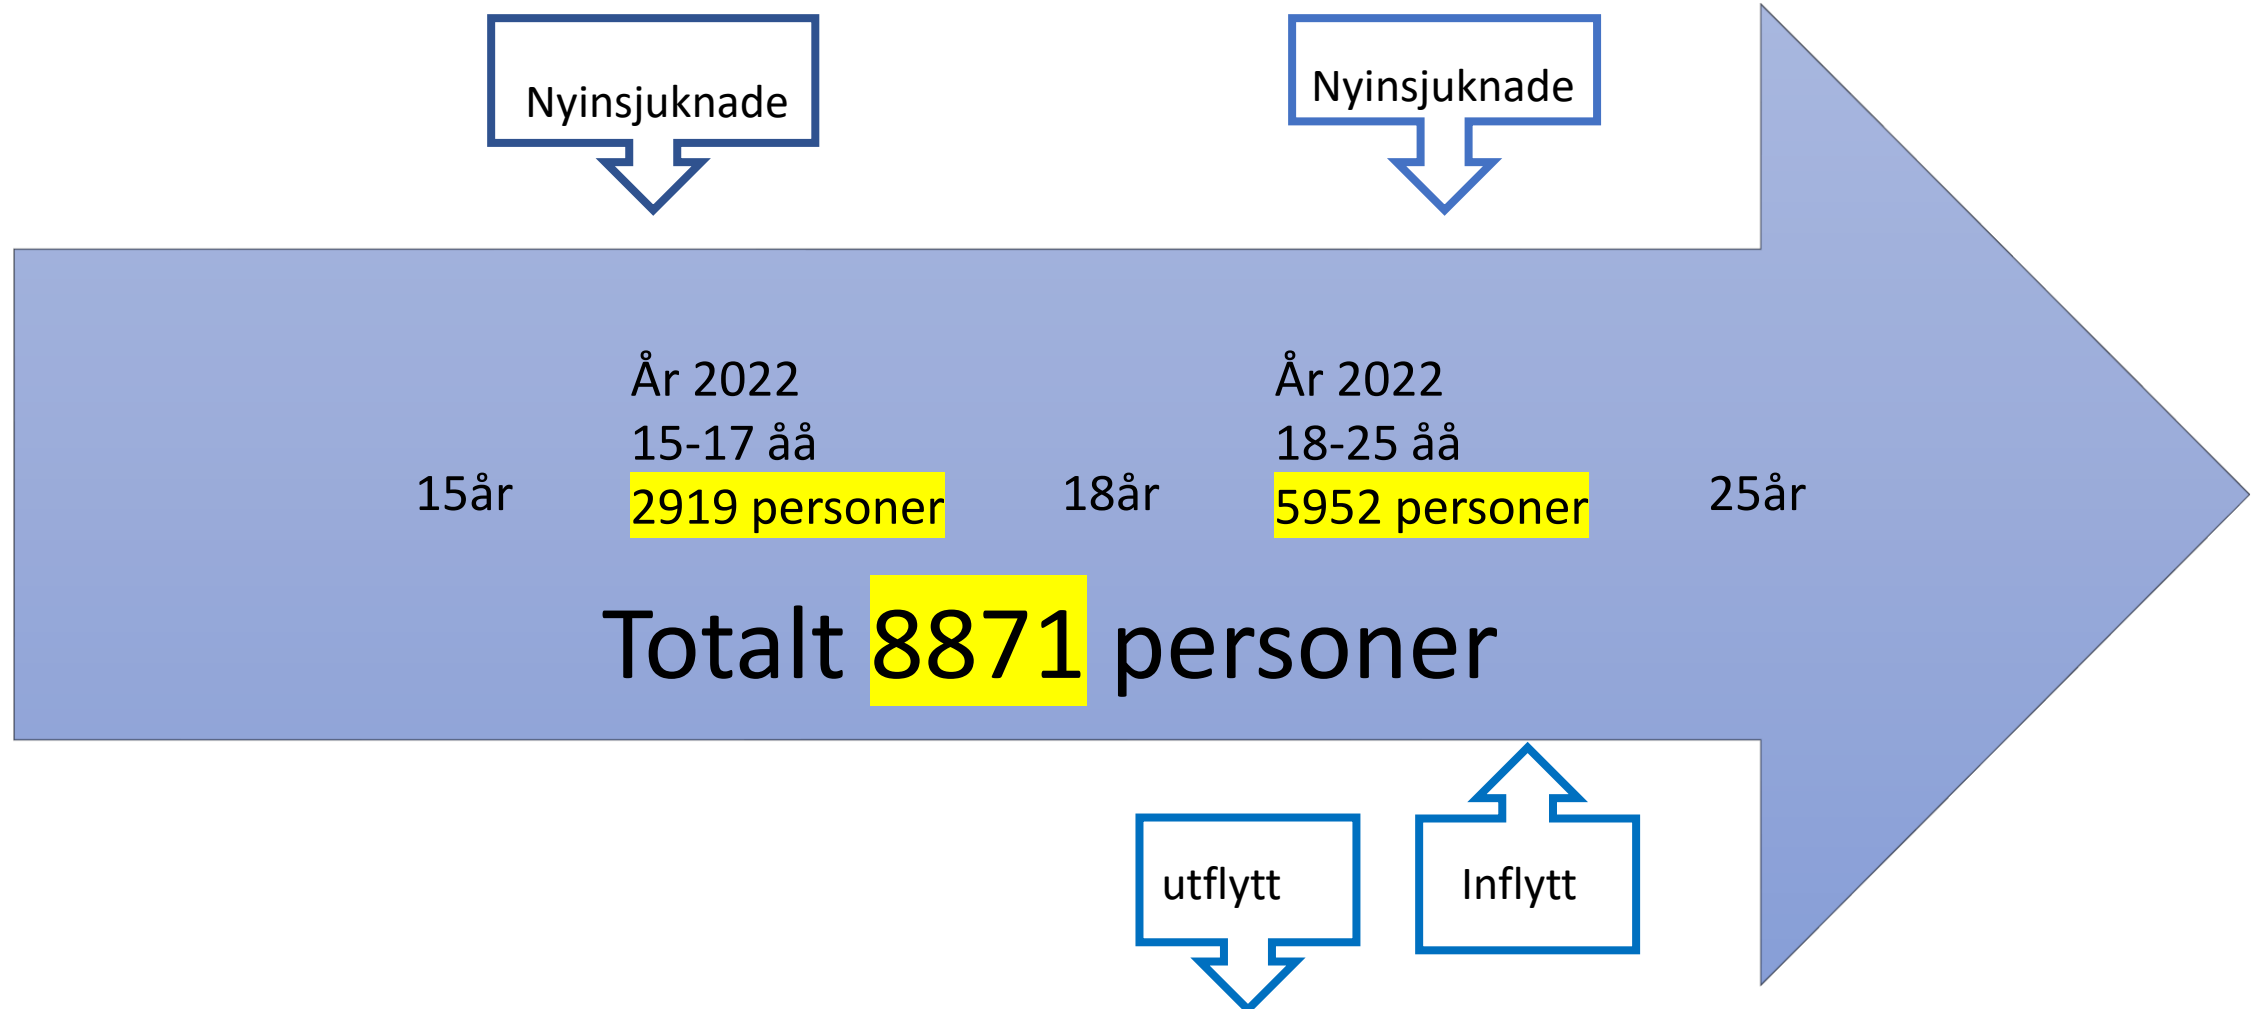 Nyinsjuknade
Nyinsjuknade
År 2022
15-17 åå
2919 personer
År 2022
18-25 åå
5952 personer
15år
18år
25år
Totalt 8871 personer
utflytt
Inflytt